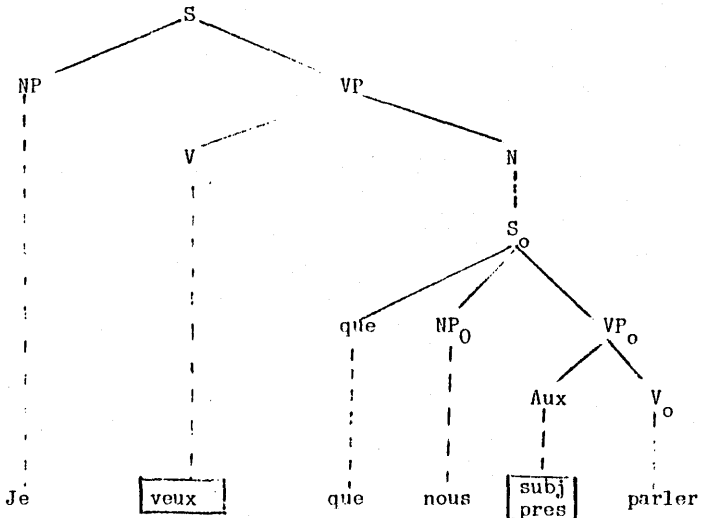 S
NP VP
V N
S₀
que NP₀ VP₀
Aux V₀
Je veux que nous subj parler
pres